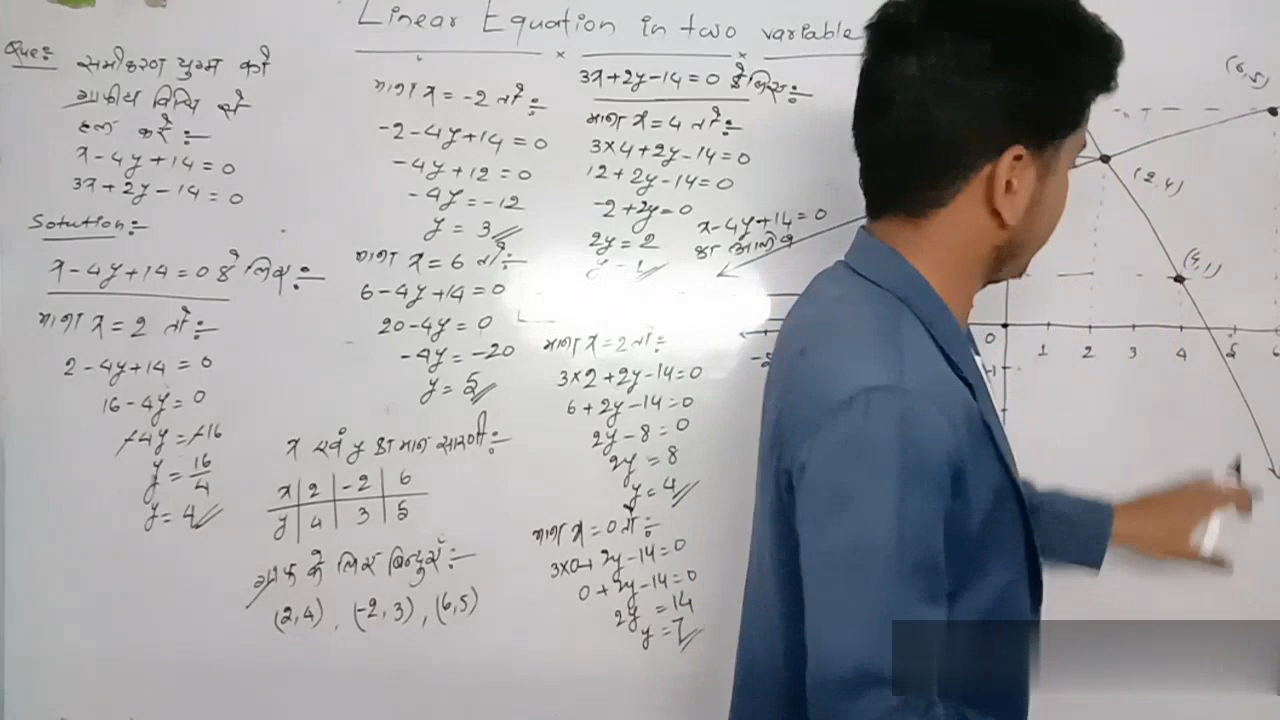 Linear Equation in two variable
Que:
समीकरण युग्म को
ग्राफीय विधि से
हल करें:-
x-4y+14=0
3x+2y-14=0
Solution:-
x-4y+14=0 के लिए:-
माना x=2 तो:-
2-4y+14=0
16-4y=0
-4y=-16
y=16/4
y=4
माना x=-2 तो:-
-2-4y+14=0
-4y+12=0
-4y=-12
y=3
माना x=6 तो:-
6-4y+14=0
20-4y=0
-4y=-20
y=5
x एवं y का मान सारणी:-
x | 2 | -2 | 6
y | 4 | 3 | 5
ग्राफ के लिए बिन्दुएँ:-
(2,4), (-2,3), (6,5)
3x+2y-14=0 के लिए:-
माना x=4 तो:-
3×4+2y-14=0
12+2y-14=0
-2+2y=0
2y=2
y=1
माना x=2 तो:-
3×2+2y-14=0
6+2y-14=0
2y-8=0
2y=8
y=4
माना x=0 तो:-
3×0+2y-14=0
0+2y-14=0
2y=14
y=7
x-4y+14=0
का
(6,5)
(2,4)
(4,1)
0 1 2 3 4 5
-1